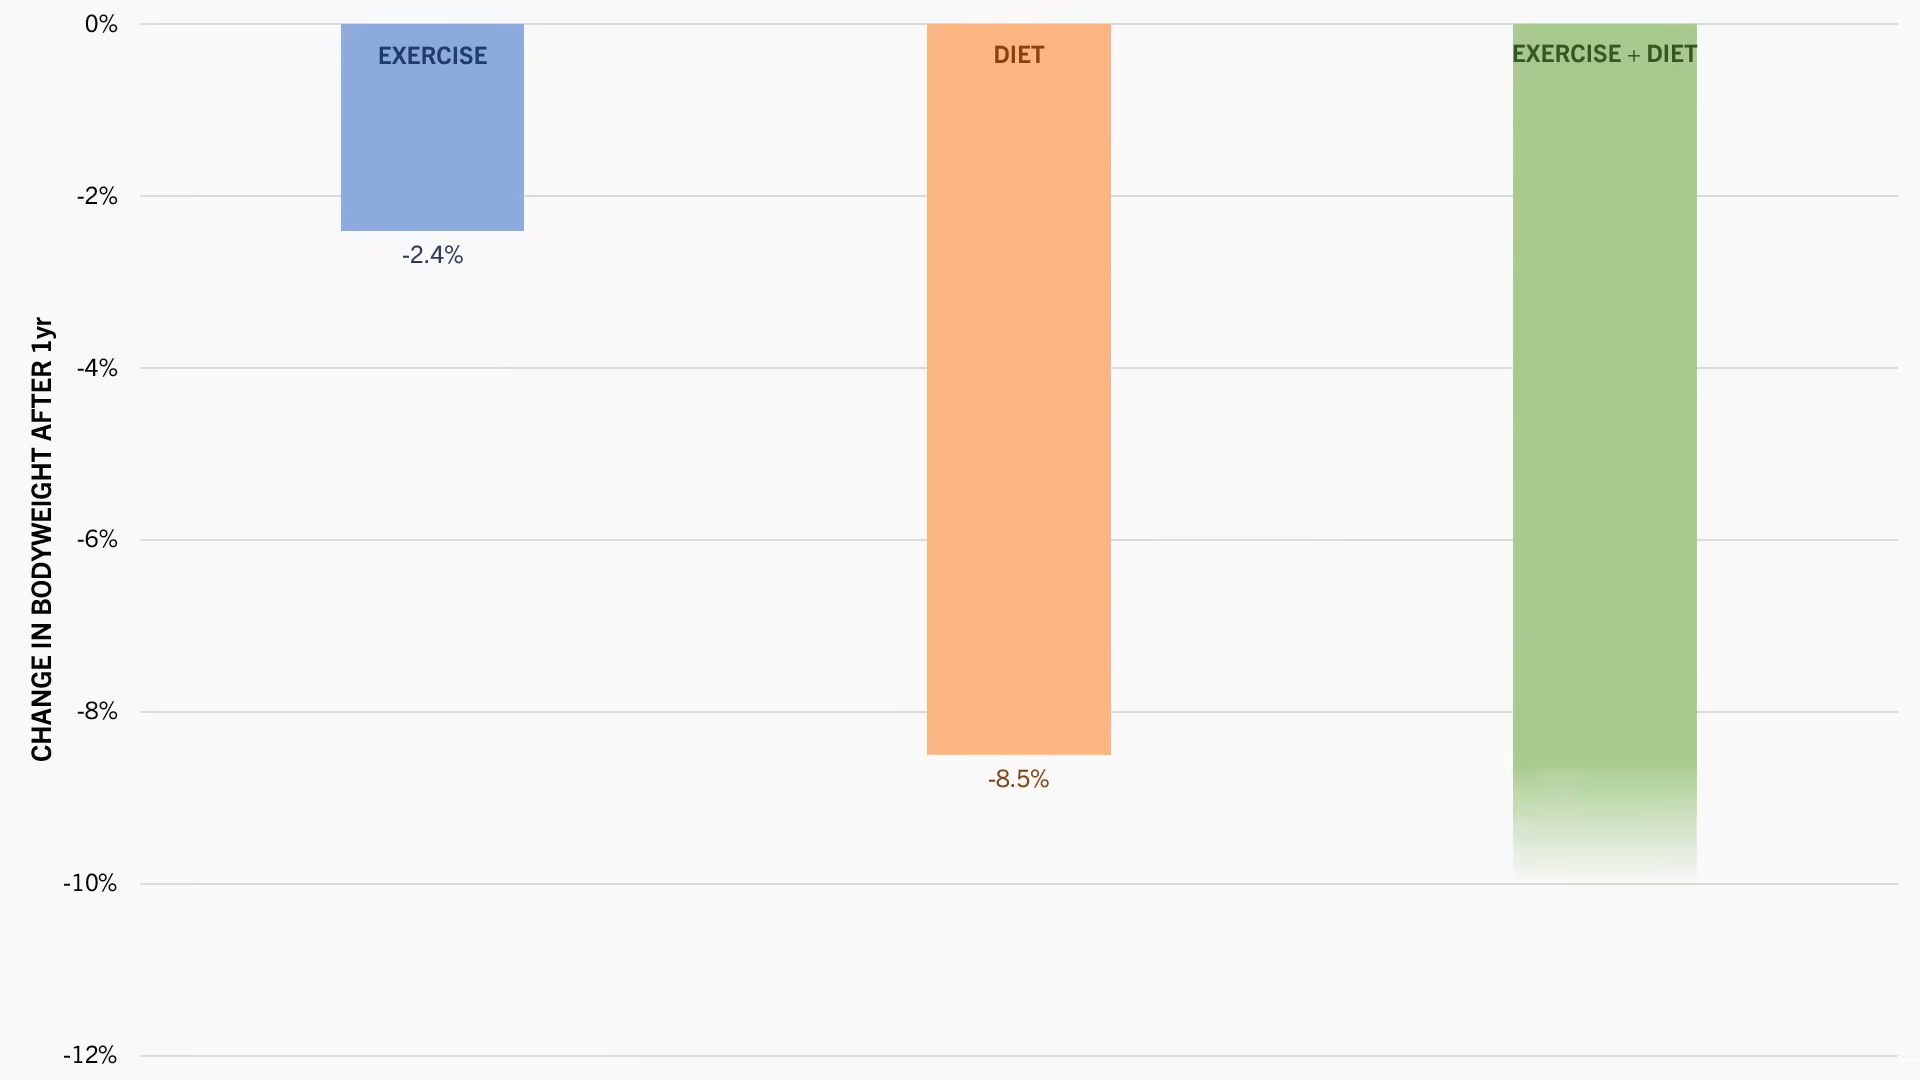 0%
EXERCISE
DIET
EXERCISE + DIET
-2%
-2.4%
CHANGE IN BODYWEIGHT AFTER 1yr
-4%
-6%
-8%
-8.5%
-10%
-12%